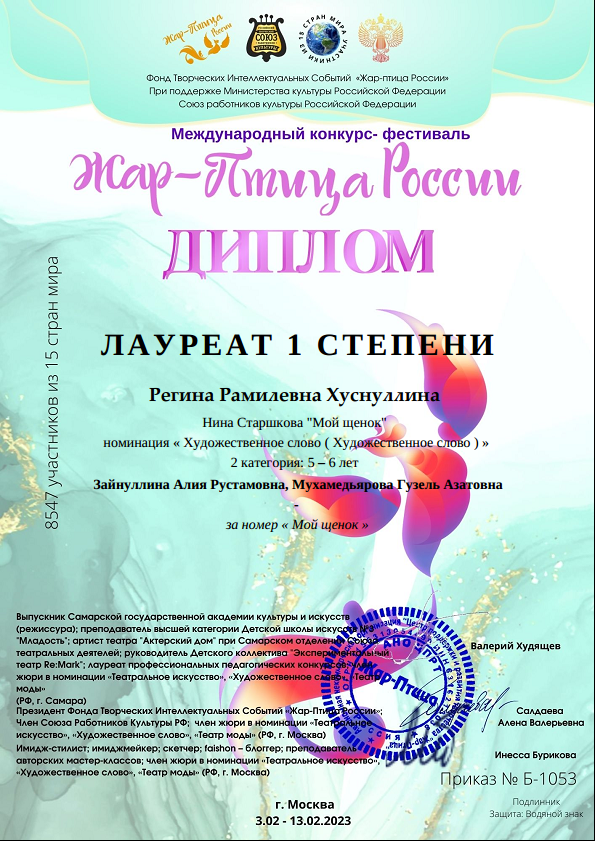 Жар-Птица
России
СОЮЗ
УЧАСТНИКИ ИЗ 15 СТРАН МИРА
Фонд Творческих Интеллектуальных Событий «Жар-птица России»
При поддержке Министерства культуры Российской Федерации
Союз работников культуры Российской Федерации
Международный конкурс- фестиваль
Жар-Птица России
ДИПЛОМ
8547 участников из 15 стран мира
ЛАУРЕАТ 1 СТЕПЕНИ
Регина Рамилевна Хуснуллина
Нина Старшкова "Мой щенок"
номинация « Художественное слово ( Художественное слово ) »
2 категория: 5 – 6 лет
Зайнуллина Алия Рустамовна, Мухамедьярова Гузель Азатовна
-
за номер « Мой щенок »
Выпускник Самарской государственной академии культуры и искусств
(режиссура); преподаватель высшей категории Детской школы искусств
"Младость"; артист театра "Актерский дом" при Самарском отделении Союза
театральных деятелей; руководитель Детского коллектива "Экспериментальный
театр Re:Mark"; лауреат профессиональных педагогических конкурсов; член
жюри в номинации «Театральное искусство», «Художественное слово», «Театр
моды»
(РФ, г. Самара)
Валерий Худящев
Президент Фонда Творческих Интеллектуальных Событий «Жар-Птица России»;
Член Союза Работников Культуры РФ; член жюри в номинации «Театральное
искусство», «Художественное слово», «Театр моды» (РФ, г. Москва)
Салдаева
Алена Валерьевна
Имидж-стилист; имиджмейкер; скетчер; faishon – блоггер; преподаватель
авторских мастер-классов; член жюри в номинации «Театральное искусство»,
«Художественное слово», «Театр моды» (РФ, г. Москва)
Инесса Бурикова
Жар-Птица
Приказ № Б-1053
Подлинник
Защита: Водяной знак
г. Москва
3.02 - 13.02.2023